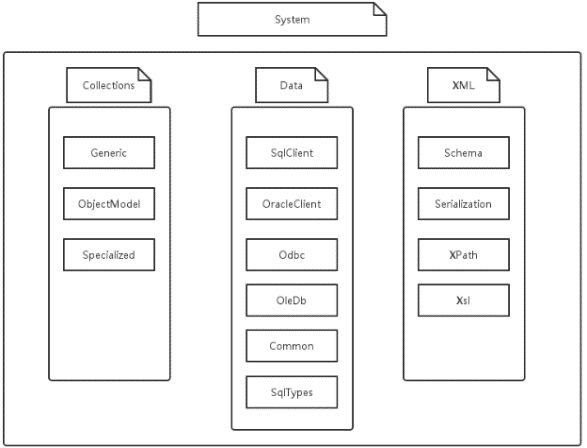 System
Collections
Generic
ObjectModel
Specialized
Data
SqlClient
OracleClient
Odbc
OleDb
Common
SqlTypes
XML
Schema
Serialization
XPath
Xsl